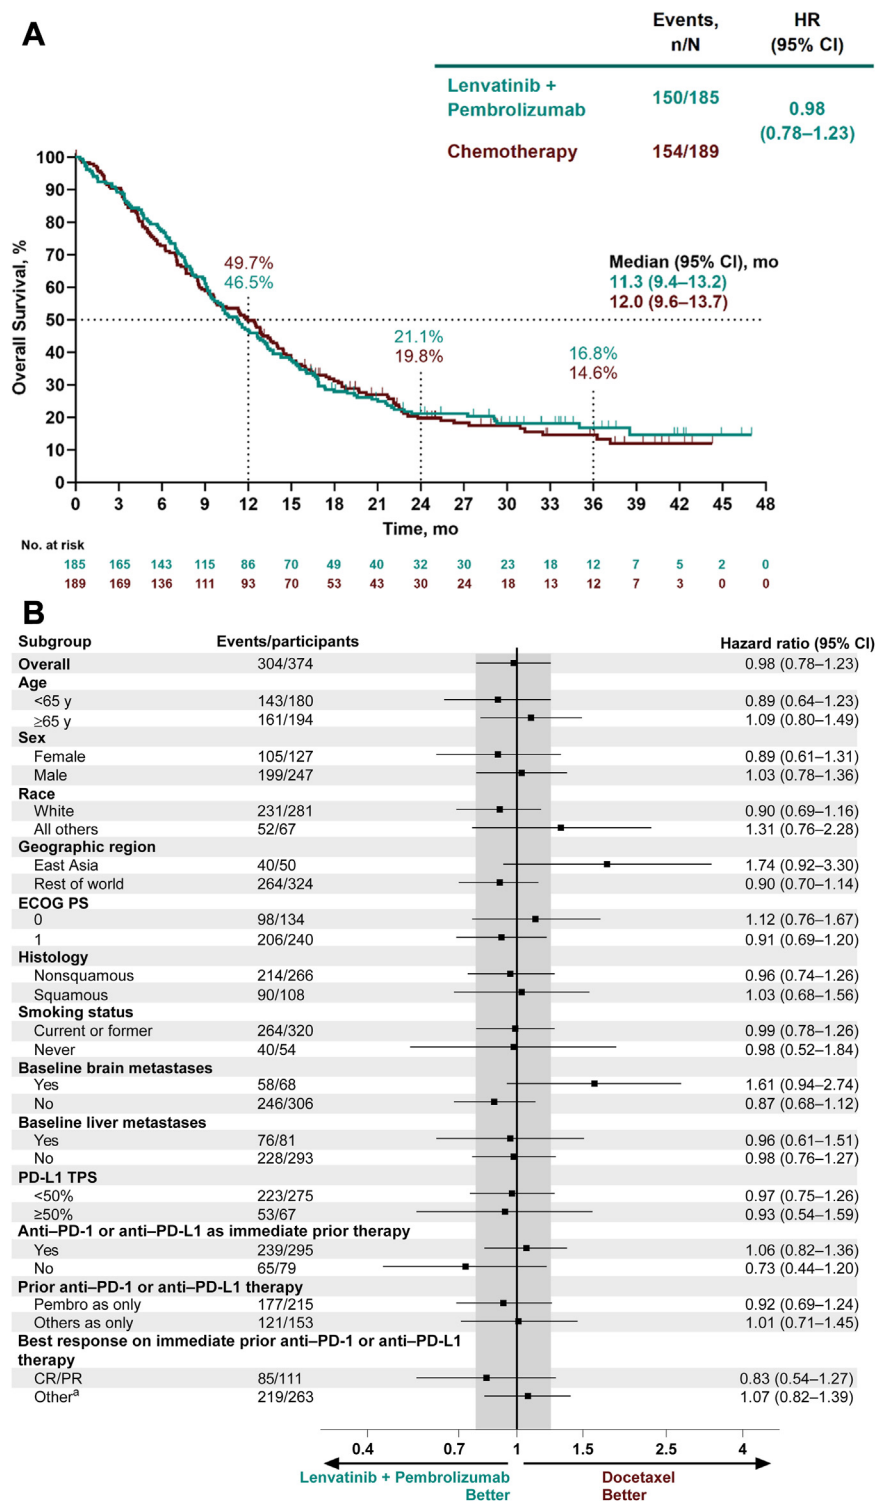 A
Events, HR
n/N (95% CI)
Lenvatinib +
Pembrolizumab 150/185 0.98
(0.78–1.23)
Chemotherapy 154/189
100
90
80
70
60
50
40
30
20
10
0
Overall Survival, %
49.7%
46.5%
Median (95% CI), mo
11.3 (9.4–13.2)
12.0 (9.6–13.7)
21.1%
19.8%
16.8%
14.6%
0 3 6 9 12 15 18 21 24 27 30 33 36 39 42 45 48
Time, mo
No. at risk
185 165 143 115 86 70 49 40 32 30 23 18 12 7 5 2 0
189 169 136 111 93 70 53 43 30 24 18 13 12 7 3 0 0
B
Subgroup Events/participants Hazard ratio (95% CI)
Overall 304/374 0.98 (0.78–1.23)
Age
<65 y 143/180 0.89 (0.64–1.23)
≥65 y 161/194 1.09 (0.80–1.49)
Sex
Female 105/127 0.89 (0.61–1.31)
Male 199/247 1.03 (0.78–1.36)
Race
White 231/281 0.90 (0.69–1.16)
All others 52/67 1.31 (0.76–2.28)
Geographic region
East Asia 40/50 1.74 (0.92–3.30)
Rest of world 264/324 0.90 (0.70–1.14)
ECOG PS
0 98/134 1.12 (0.76–1.67)
1 206/240 0.91 (0.69–1.20)
Histology
Nonsquamous 214/266 0.96 (0.74–1.26)
Squamous 90/108 1.03 (0.68–1.56)
Smoking status
Current or former 264/320 0.99 (0.78–1.26)
Never 40/54 0.98 (0.52–1.84)
Baseline brain metastases
Yes 58/68 1.61 (0.94–2.74)
No 246/306 0.87 (0.68–1.12)
Baseline liver metastases
Yes 76/81 0.96 (0.61–1.51)
No 228/293 0.98 (0.76–1.27)
PD-L1 TPS
<50% 223/275 0.97 (0.75–1.26)
≥50% 53/67 0.93 (0.54–1.59)
Anti–PD-1 or anti–PD-L1 as immediate prior therapy
Yes 239/295 1.06 (0.82–1.36)
No 65/79 0.73 (0.44–1.20)
Prior anti–PD-1 or anti–PD-L1 therapy
Pembro as only 177/215 0.92 (0.69–1.24)
Others as only 121/153 1.01 (0.71–1.45)
Best response on immediate prior anti–PD-1 or anti–PD-L1
therapy
CR/PR 85/111 0.83 (0.54–1.27)
Otherᵃ 219/263 1.07 (0.82–1.39)
0.4 0.7 1 1.5 2.5 4
Lenvatinib + Pembrolizumab Docetaxel
Better Better